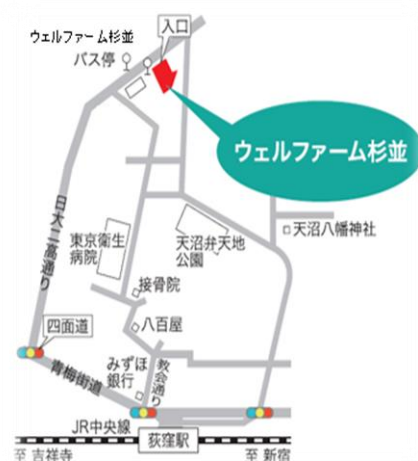 入口
ウェルファーム杉並
バス停
ウェルファーム杉並
日大二高通り
東京衛生
病院
天沼弁天地
公園
天沼八幡神社
接骨院
四面道
八百屋
青梅街道
みずほ
銀行
教会通り
JR中央線
荻窪駅
至 吉祥寺
至 新宿